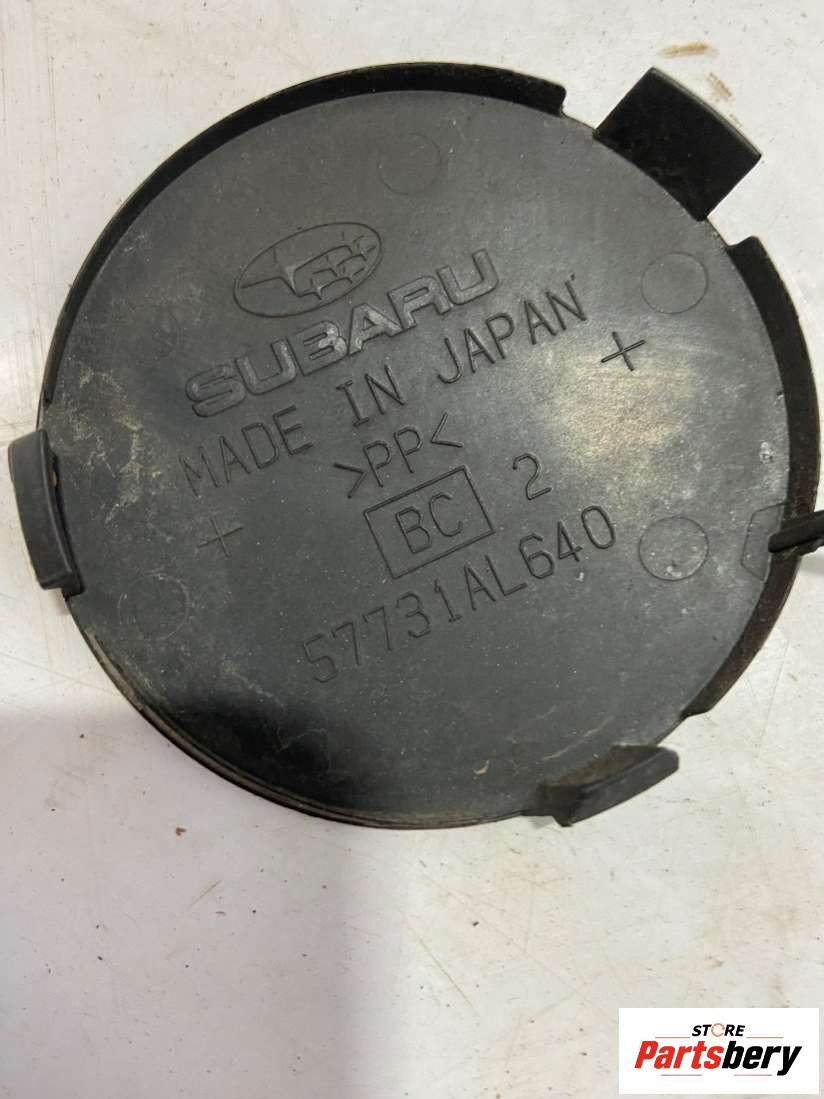 SUBARU
MADE IN JAPAN
>PP<
BC 2
57731AL640
STORE
Partsbery